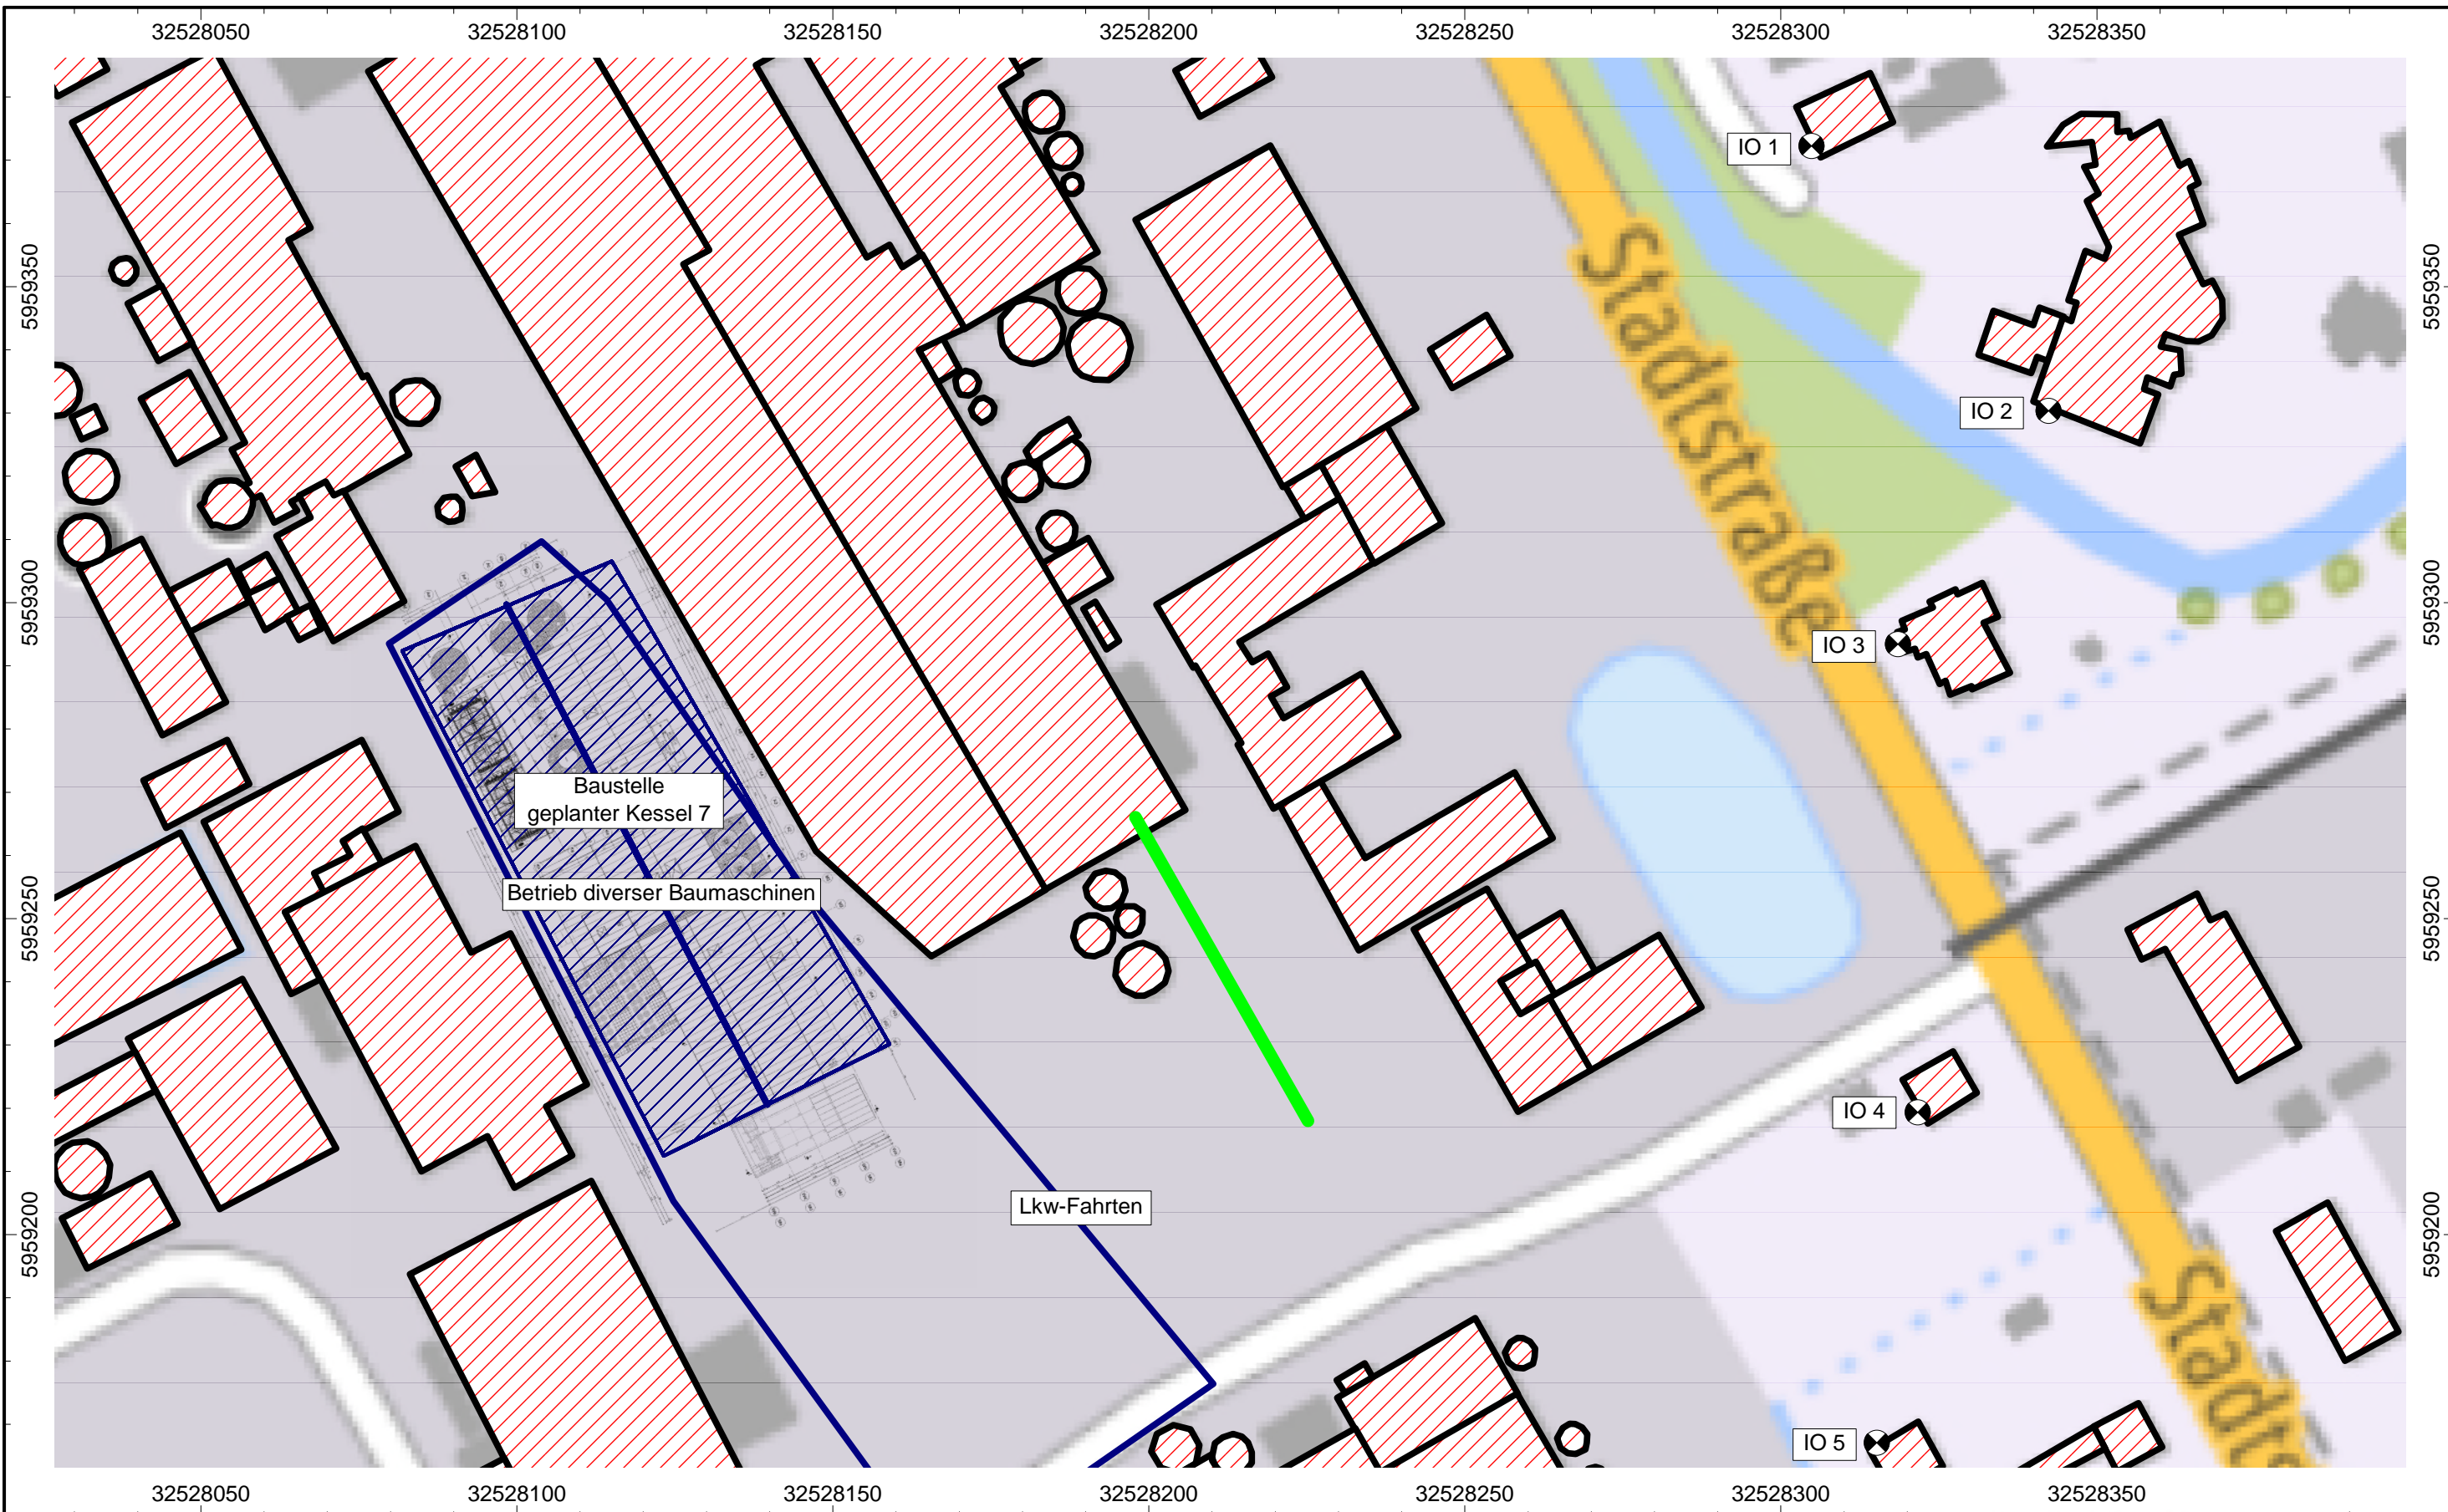 32528050 32528100 32528150 32528200 32528250 32528300 32528350
IO 1
Stadtstraße
5959350 5959350
IO 2
5959300 5959300
IO 3
Baustelle
geplanter Kessel 7
Betrieb diverser Baumaschinen
5959250 5959250
IO 4
Lkw-Fahrten
5959200 5959200
Stadts
IO 5
32528050 32528100 32528150 32528200 32528250 32528300 32528350